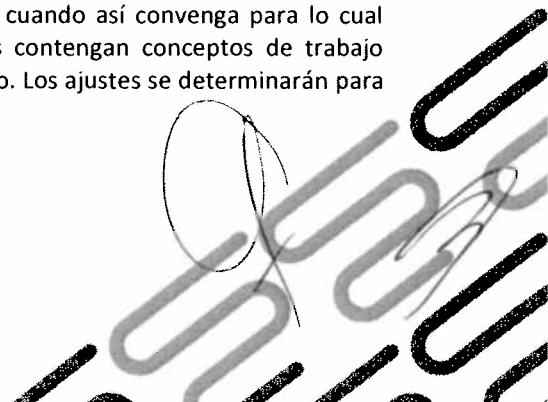 cuando así convenga para lo cual
contengan conceptos de trabajo
o. Los ajustes se determinarán para